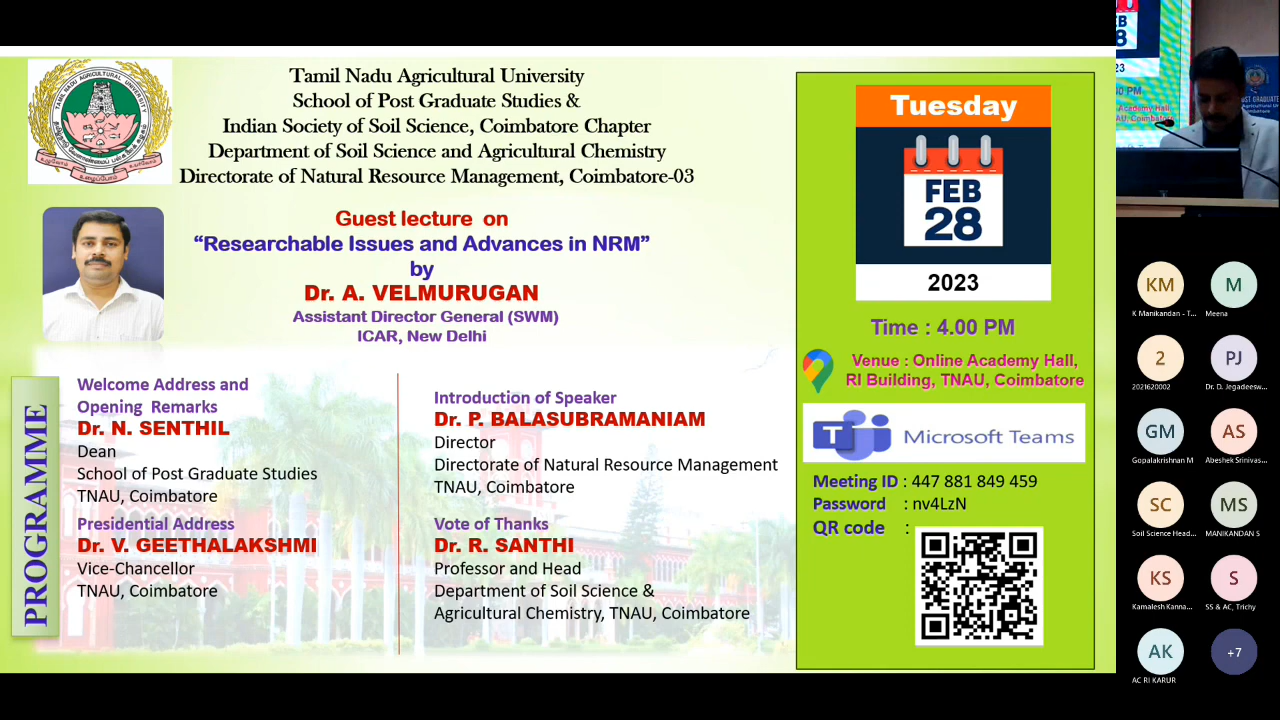 Tamil Nadu Agricultural University
School of Post Graduate Studies &
Indian Society of Soil Science, Coimbatore Chapter
Department of Soil Science and Agricultural Chemistry
Directorate of Natural Resource Management, Coimbatore-03
TAMIL NADU AGRICULTURAL UNIVERSITY
Guest lecture on
“Researchable Issues and Advances in NRM”
by
Dr. A. VELMURUGAN
Assistant Director General (SWM)
ICAR, New Delhi
PROGRAMME
Welcome Address and
Opening Remarks
Dr. N. SENTHIL
Dean
School of Post Graduate Studies
TNAU, Coimbatore
Presidential Address
Dr. V. GEETHALAKSHMI
Vice-Chancellor
TNAU, Coimbatore
Introduction of Speaker
Dr. P. BALASUBRAMANIAM
Director
Directorate of Natural Resource Management
TNAU, Coimbatore
Vote of Thanks
Dr. R. SANTHI
Professor and Head
Department of Soil Science &
Agricultural Chemistry, TNAU, Coimbatore
Tuesday
FEB
28
2023
Time : 4.00 PM
Venue : Online Academy Hall,
RI Building, TNAU, Coimbatore
T
Microsoft Teams
Meeting ID : 447 881 849 459
Password : nv4LzN
QR code :
KM
K Manikandan - T...
M
Meena
2
2021620002
PJ
Dr. D. Jegadeesw...
GM
Gopalakrishnan M
AS
Abeshek Srinivas...
SC
Soil Science Head...
MS
MANIKANDAN S
KS
Kamalesh Kanna...
S
SS & AC, Trichy
AK
AC RI KARUR
+7